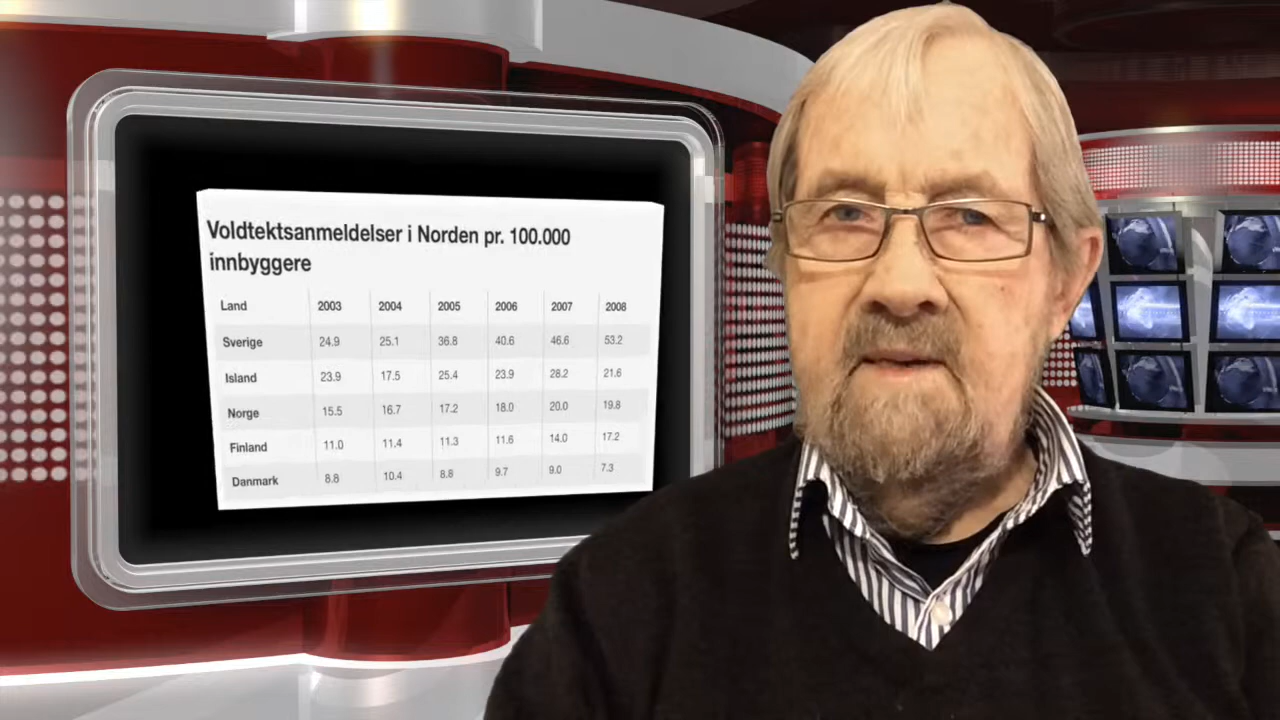 Voldtektsanmeldelser i Norden pr. 100.000
innbyggere
Land 2003 2004 2005 2006 2007 2008
Sverige 24.9 25.1 36.8 40.6 46.6 53.2
Island 23.9 17.5 25.4 23.9 28.2 21.6
Norge 15.5 16.7 17.2 18.0 20.0 19.8
Finland 11.0 11.4 11.3 11.6 14.0 17.2
Danmark 8.8 10.4 8.8 9.7 9.0 7.3